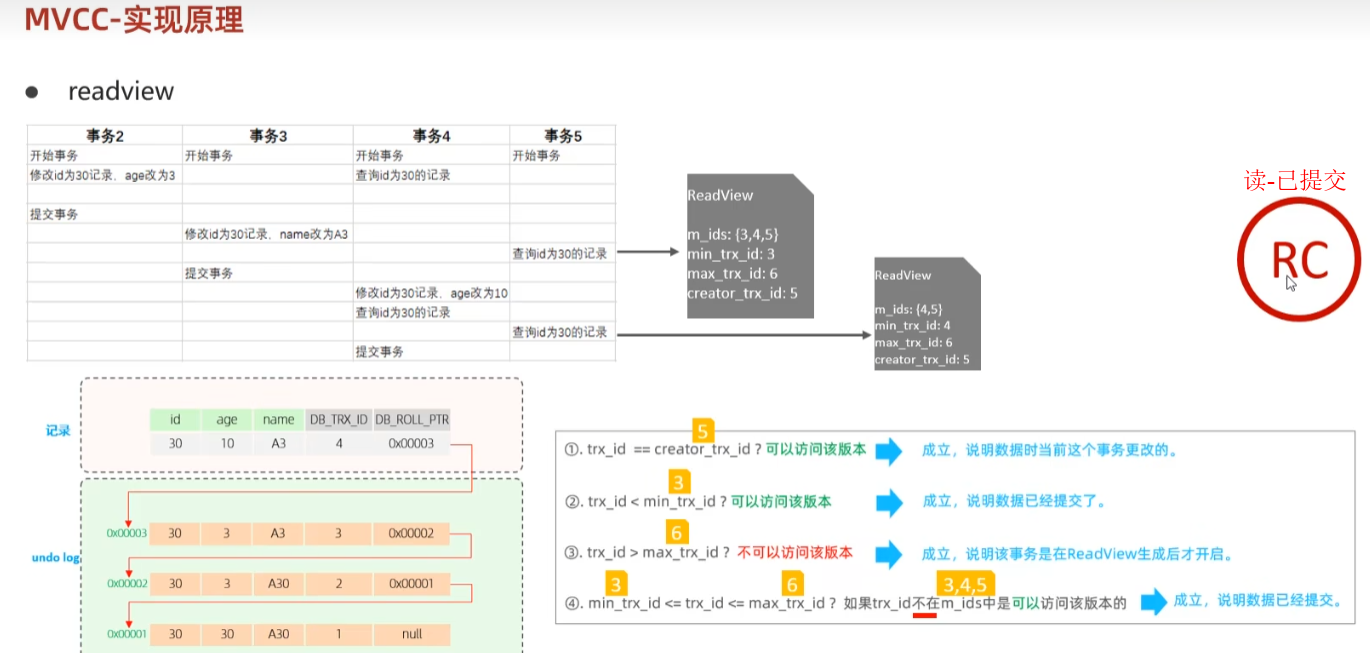 MVCC-实现原理
● readview
事务2 事务3 事务4 事务5
开始事务 开始事务 开始事务 开始事务
修改id为30记录、age改为3 查询id为30的记录
提交事务
修改id为30记录、name改为A3
查询id为30的记录
提交事务
修改id为30记录、age改为10
查询id为30的记录
查询id为30的记录
提交事务
ReadView
m_ids: {3,4,5}
min_trx_id: 3
max_trx_id: 6
creator_trx_id: 5
ReadView
m_ids: {4,5}
min_trx_id: 4
max_trx_id: 6
creator_trx_id: 5
读-已提交
RC
记录
id age name DB_TRX_ID DB_ROLL_PTR
30 10 A3 4 0x00003
undo log
0x00003 30 3 A3 3 0x00002
0x00002 30 3 A30 2 0x00001
0x00001 30 30 A30 1 null
5
①. trx_id == creator_trx_id ? 可以访问该版本 成立，说明数据时当前这个事务更改的。
3
②. trx_id < min_trx_id ? 可以访问该版本 成立，说明数据已经提交了。
6
③. trx_id > max_trx_id ? 不可以访问该版本 成立，说明该事务是在ReadView生成后才开启。
3 6 3,4,5
④. min_trx_id <= trx_id <= max_trx_id ? 如果trx_id不在m_ids中是可以访问该版本的 成立，说明数据已经提交。